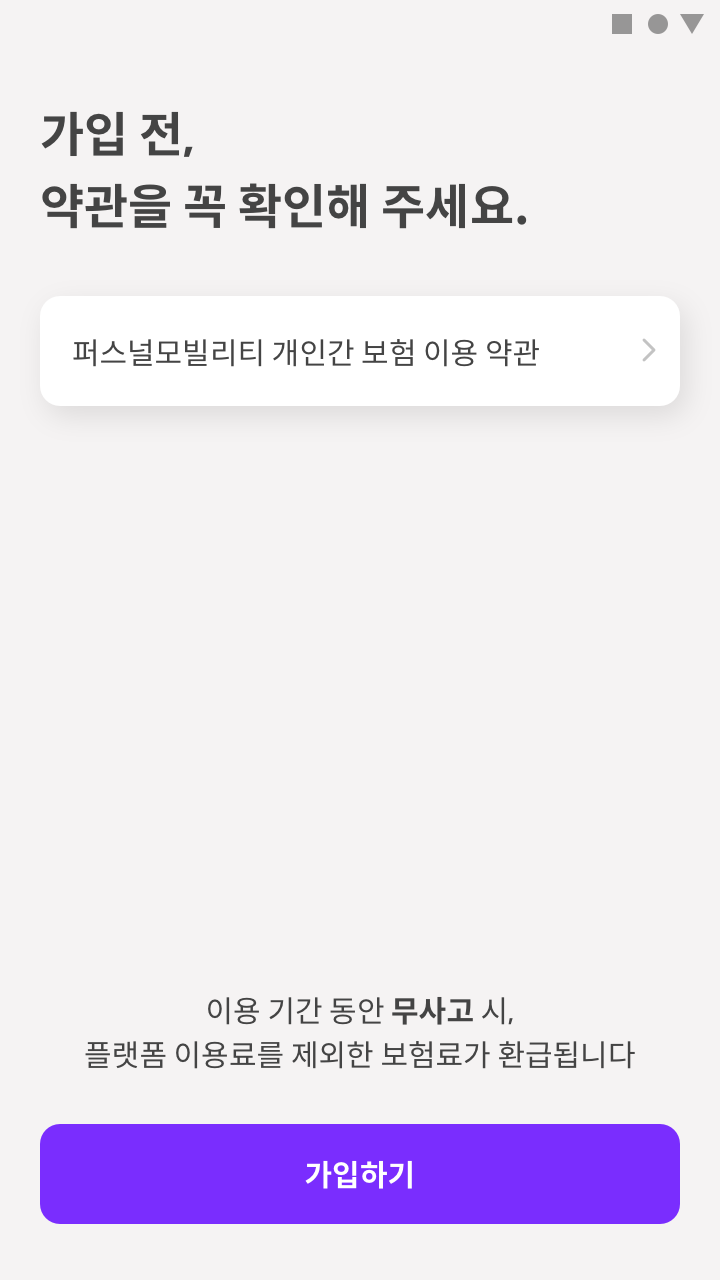 가입 전,
약관을 꼭 확인해 주세요.
퍼스널모빌리티 개인간 보험 이용 약관
이용 기간 동안 무사고 시,
플랫폼 이용료를 제외한 보험료가 환급됩니다
가입하기